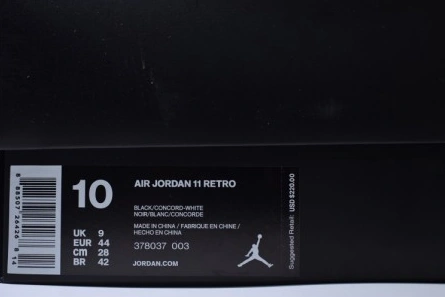 10
AIR JORDAN 11 RETRO
BLACK/CONCORD-WHITE
NOIR/BLANC/CONCORDE
MADE IN CHINA / FABRIQUE EN CHINE /
HECHO EN CHINA
378037 003
UK 9
EUR 44
CM 28
BR 42
JORDAN.COM
Suggested Retail: USD $220.00